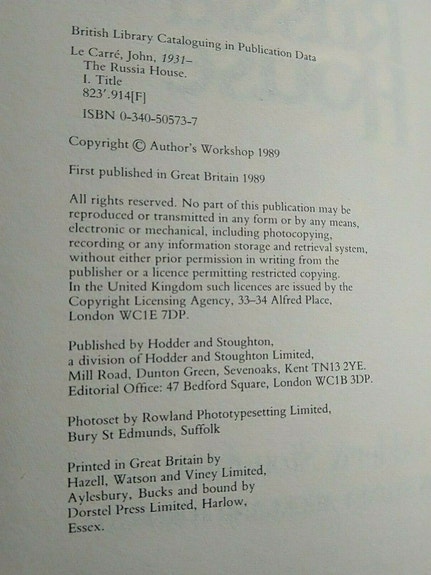 British Library Cataloguing in Publication Data
Le Carré, John, 1931–
The Russia House.
I. Title
823'.914[F]
ISBN 0-340-50573-7
Copyright © Author's Workshop 1989
First published in Great Britain 1989
All rights reserved. No part of this publication may be
reproduced or transmitted in any form or by any means,
electronic or mechanical, including photocopying,
recording or any information storage and retrieval system,
without either prior permission in writing from the
publisher or a licence permitting restricted copying.
In the United Kingdom such licences are issued by the
Copyright Licensing Agency, 33–34 Alfred Place,
London WC1E 7DP.
Published by Hodder and Stoughton,
a division of Hodder and Stoughton Limited,
Mill Road, Dunton Green, Sevenoaks, Kent TN13 2YE.
Editorial Office: 47 Bedford Square, London WC1B 3DP.
Photoset by Rowland Phototypesetting Limited,
Bury St Edmunds, Suffolk
Printed in Great Britain by
Hazell, Watson and Viney Limited,
Aylesbury, Bucks and bound by
Dorstel Press Limited, Harlow,
Essex.